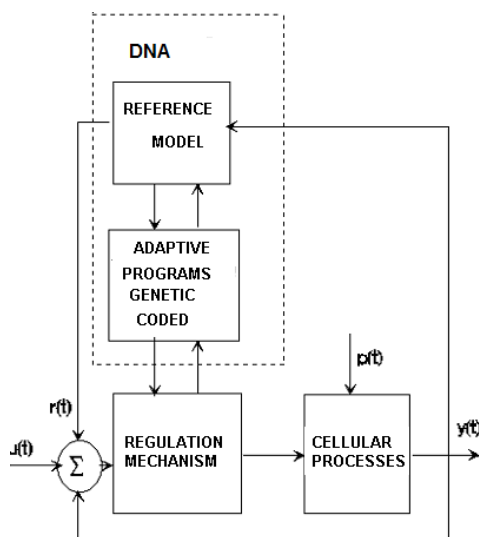 DNA
REFERENCE
MODEL
ADAPTIVE
PROGRAMS
GENETIC
CODED
p(t)
r(t)
u(t)
Σ
REGULATION
MECHANISM
CELLULAR
PROCESSES
y(t)